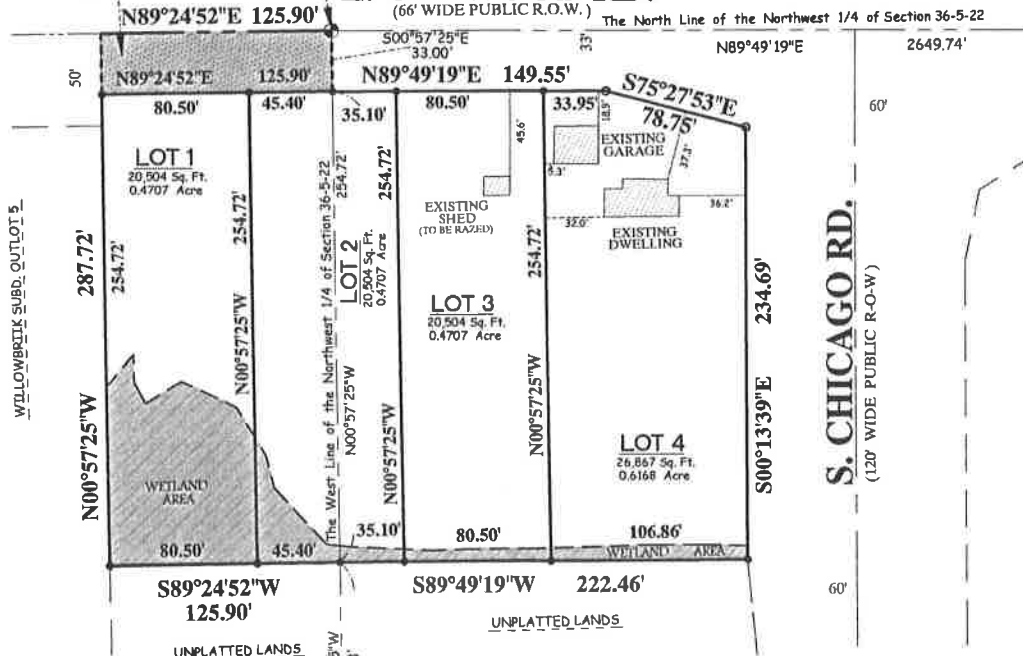 N89°24'52"E 125.90'
(66' WIDE PUBLIC R.O.W.)
The North Line of the Northwest 1/4 of Section 36-5-22
S00°57'25"E
33.00'
33'
N89°49'19"E
2649.74'
50'
N89°24'52"E
125.90'
N89°49'19"E 149.55'
S75°27'53"E
78.75'
60'
80.50'
45.40'
35.10'
80.50'
33.95'
18.5'
45.6'
EXISTING
GARAGE
5.3'
37.3'
LOT 1
20,504 Sq. Ft.
0.4707 Acre
EXISTING
SHED
(TO BE RAZED)
32.0'
36.2'
EXISTING
DWELLING
WILLOWBRIIK SUBD. OUTLOT 5
287.72'
N00°57'25"W
254.72'
254.72'
N00°57'25"W
The West Line of the Northwest 1/4 of Section 36-5-22
254.72'
N00°57'25"W
LOT 2
20,504 Sq. Ft.
0.4707 Acre
254.72'
N00°57'25"W
LOT 3
20,504 Sq. Ft.
0.4707 Acre
254.72'
N00°57'25"W
LOT 4
26,867 Sq. Ft.
0.6168 Acre
234.69'
S00°13'39"E
S. CHICAGO RD.
(120' WIDE PUBLIC R-O-W)
WETLAND
AREA
80.50'
45.40'
35.10'
80.50'
106.86'
WETLAND AREA
S89°24'52"W
125.90'
S89°49'19"W 222.46'
60'
UNPLATTED LANDS
UNPLATTED LANDS